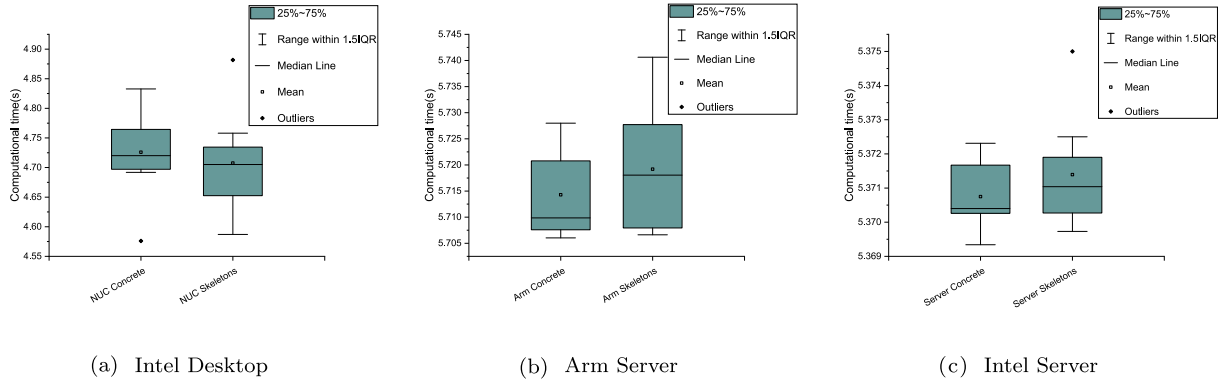 25%~75%
Range within 1.5IQR
Median Line
Mean
Outliers
Computational time(s)
4.90
4.85
4.80
4.75
4.70
4.65
4.60
4.55
NUC Concrete
NUC Skeletons
(a) Intel Desktop
25%~75%
Range within 1.5IQR
Median Line
Mean
Outliers
Computational time(s)
5.745
5.740
5.735
5.730
5.725
5.720
5.715
5.710
5.705
Arm Concrete
Arm Skeletons
(b) Arm Server
25%~75%
Range within 1.5IQR
Median Line
Mean
Outliers
Computational time(s)
5.375
5.374
5.373
5.372
5.371
5.370
5.369
Server Concrete
Server Skeletons
(c) Intel Server